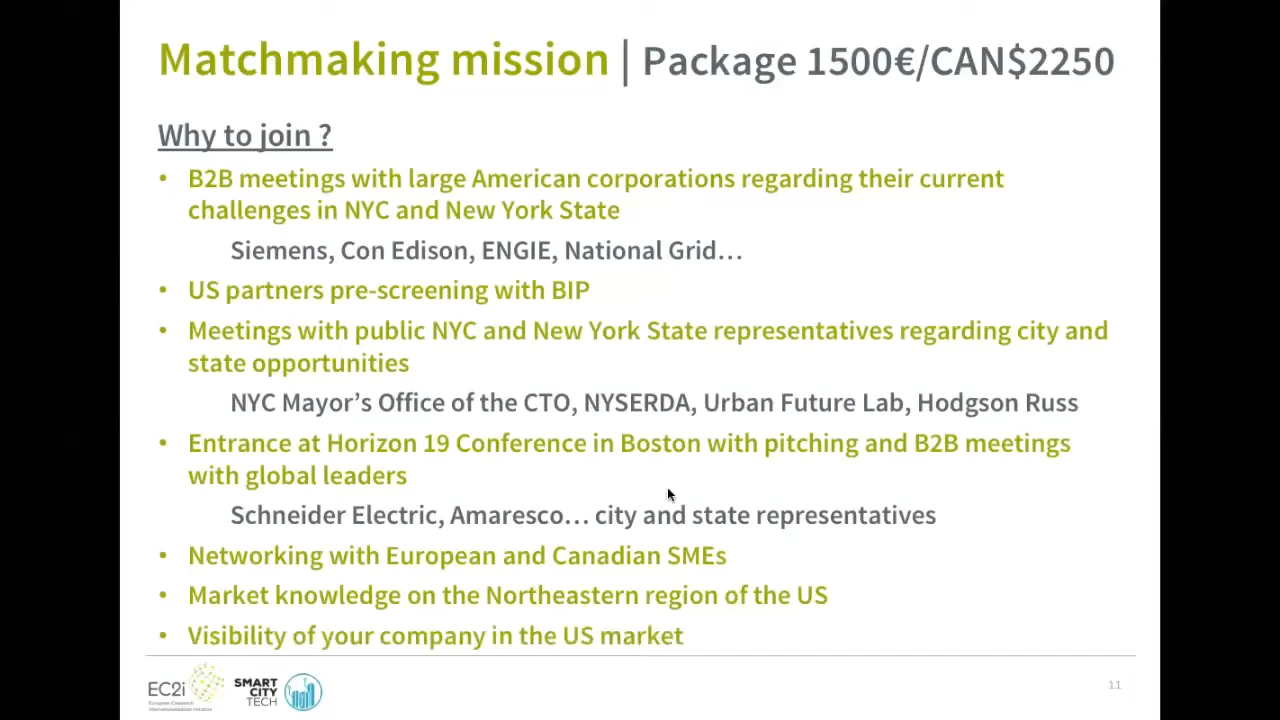 Matchmaking mission | Package 1500€/CAN$2250
Why to join ?
• B2B meetings with large American corporations regarding their current
challenges in NYC and New York State
Siemens, Con Edison, ENGIE, National Grid…
• US partners pre-screening with BIP
• Meetings with public NYC and New York State representatives regarding city and
state opportunities
NYC Mayor’s Office of the CTO, NYSERDA, Urban Future Lab, Hodgson Russ
• Entrance at Horizon 19 Conference in Boston with pitching and B2B meetings
with global leaders
Schneider Electric, Amaresco… city and state representatives
• Networking with European and Canadian SMEs
• Market knowledge on the Northeastern region of the US
• Visibility of your company in the US market
EC2i
SMART
CITY
TECH
11